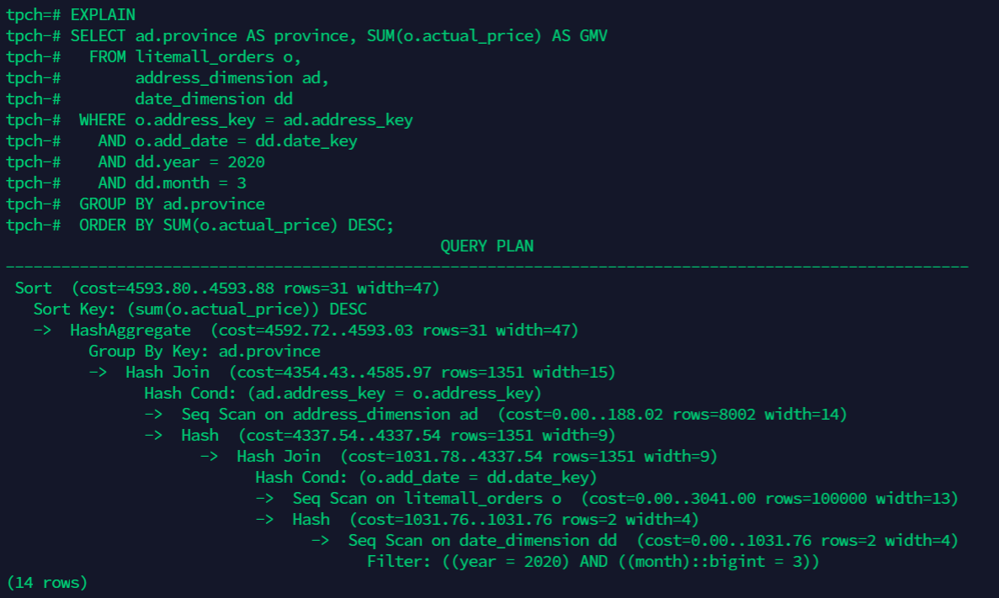 tpch=# EXPLAIN
tpch-# SELECT ad.province AS province, SUM(o.actual_price) AS GMV
tpch-#   FROM litemall_orders o,
tpch-#        address_dimension ad,
tpch-#        date_dimension dd
tpch-#  WHERE o.address_key = ad.address_key
tpch-#    AND o.add_date = dd.date_key
tpch-#    AND dd.year = 2020
tpch-#    AND dd.month = 3
tpch-#  GROUP BY ad.province
tpch-#  ORDER BY SUM(o.actual_price) DESC;
                                               QUERY PLAN
--------------------------------------------------------------------------------------------------------
 Sort  (cost=4593.80..4593.88 rows=31 width=47)
   Sort Key: (sum(o.actual_price)) DESC
   ->  HashAggregate  (cost=4592.72..4593.03 rows=31 width=47)
         Group By Key: ad.province
         ->  Hash Join  (cost=4354.43..4585.97 rows=1351 width=15)
               Hash Cond: (ad.address_key = o.address_key)
               ->  Seq Scan on address_dimension ad  (cost=0.00..188.02 rows=8002 width=14)
               ->  Hash  (cost=4337.54..4337.54 rows=1351 width=9)
                     ->  Hash Join  (cost=1031.78..4337.54 rows=1351 width=9)
                           Hash Cond: (o.add_date = dd.date_key)
                           ->  Seq Scan on litemall_orders o  (cost=0.00..3041.00 rows=100000 width=13)
                           ->  Hash  (cost=1031.76..1031.76 rows=2 width=4)
                                 ->  Seq Scan on date_dimension dd  (cost=0.00..1031.76 rows=2 width=4)
                                       Filter: ((year = 2020) AND ((month)::bigint = 3))
(14 rows)